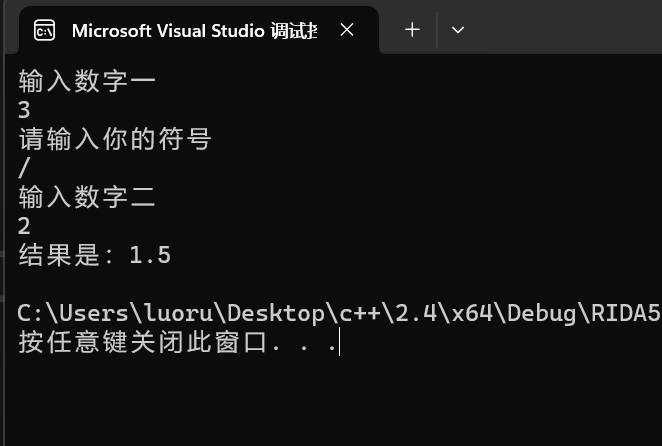 Microsoft Visual Studio 调试
输入数字一
3
请输入你的符号
/
输入数字二
2
结果是：1.5
C:\Users\luoru\Desktop\c++\2.4\x64\Debug\RIDA5
按任意键关闭此窗口. . .